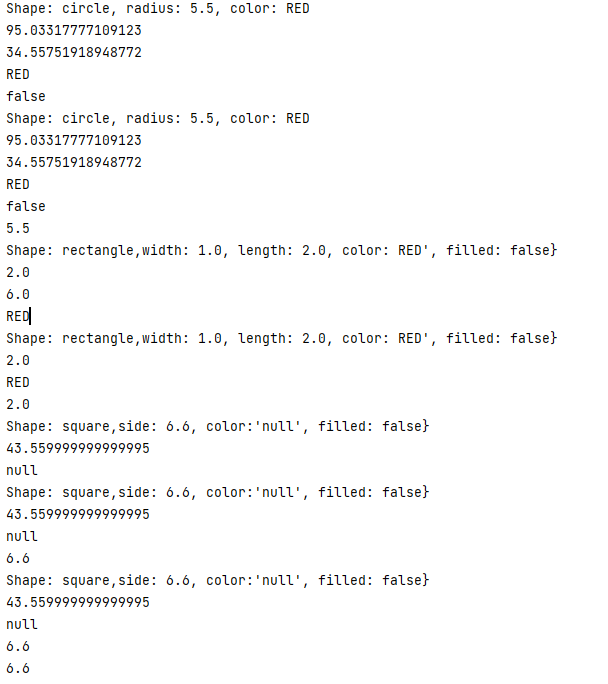 Shape: circle, radius: 5.5, color: RED
95.03317777109123
34.55751918948772
RED
false
Shape: circle, radius: 5.5, color: RED
95.03317777109123
34.55751918948772
RED
false
5.5
Shape: rectangle,width: 1.0, length: 2.0, color: RED', filled: false}
2.0
6.0
RED
Shape: rectangle,width: 1.0, length: 2.0, color: RED', filled: false}
2.0
RED
2.0
Shape: square,side: 6.6, color:'null', filled: false}
43.559999999999995
null
Shape: square,side: 6.6, color:'null', filled: false}
43.559999999999995
null
6.6
Shape: square,side: 6.6, color:'null', filled: false}
43.559999999999995
null
6.6
6.6